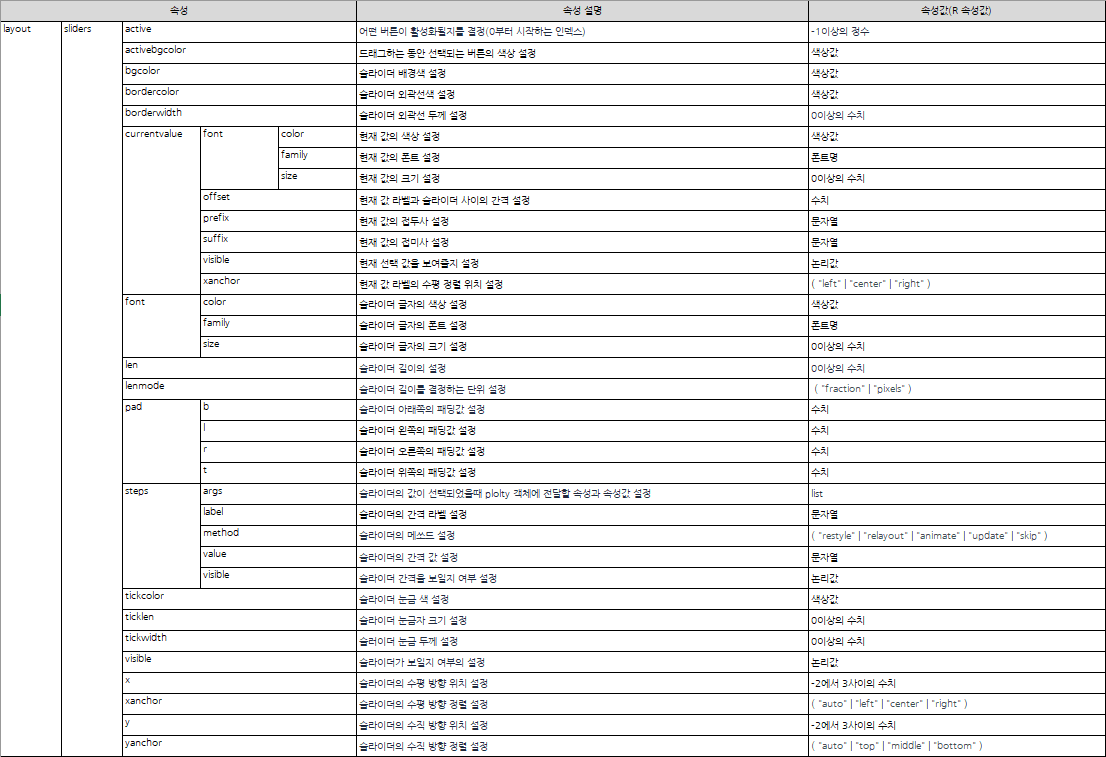 속성 속성 설명 속성값(R 속성값)
layout sliders active 어떤 버튼이 활성화될지를 결정(0부터 시작하는 인덱스) -1이상의 정수
activebgcolor 드래그하는 동안 선택되는 버튼의 색상 설정 색상값
bgcolor 슬라이더 배경색 설정 색상값
bordercolor 슬라이더 외곽선색 설정 색상값
borderwidth 슬라이더 외곽선 두께 설정 0이상의 수치
currentvalue font color 현재 값의 색상 설정 색상값
family 현재 값의 폰트 설정 폰트명
size 현재 값의 크기 설정 0이상의 수치
offset 현재 값 라벨과 슬라이더 사이의 간격 설정 수치
prefix 현재 값의 접두사 설정 문자열
suffix 현재 값의 접미사 설정 문자열
visible 현재 선택 값을 보여줄지 설정 논리값
xanchor 현재 값 라벨의 수평 정렬 위치 설정 ( "left" | "center" | "right" )
font color 슬라이더 글자의 색상 설정 색상값
family 슬라이더 글자의 폰트 설정 폰트명
size 슬라이더 글자의 크기 설정 0이상의 수치
len 슬라이더 길이의 설정 0이상의 수치
lenmode 슬라이더 길이를 결정하는 단위 설정 ( "fraction" | "pixels" )
pad b 슬라이더 아래쪽의 패딩값 설정 수치
l 슬라이더 왼쪽의 패딩값 설정 수치
r 슬라이더 오른쪽의 패딩값 설정 수치
t 슬라이더 위쪽의 패딩값 설정 수치
steps args 슬라이더의 값이 선택되었을때 plolty 객체에 전달할 속성과 속성값 설정 list
label 슬라이더의 간격 라벨 설정 문자열
method 슬라이더의 메쏘드 설정 ( "restyle" | "relayout" | "animate" | "update" | "skip" )
value 슬라이더의 간격 값 설정 문자열
visible 슬라이더 간격을 보일지 여부 설정 논리값
tickcolor 슬라이더 눈금 색 설정 색상값
ticklen 슬라이더 눈금자 크기 설정 0이상의 수치
tickwidth 슬러이더 눈금 두께 설정 0이상의 수치
visible 슬라이더가 보일지 여부의 설정 논리값
x 슬라이더의 수평 방향 위치 설정 -2에서 3사이의 수치
xanchor 슬라이더의 수평 방향 정렬 설정 ( "auto" | "left" | "center" | "right" )
y 슬라이더의 수직 방향 위치 설정 -2에서 3사이의 수치
yanchor 슬라이더의 수직 방향 정렬 설정 ( "auto" | "top" | "middle" | "bottom" )